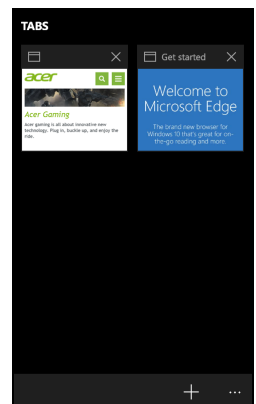 TABS
Get started
acer
Acer Gaming
Acer gaming is all about innovative new
technology. Plug in, buckle up, and enjoy the
ride.
Welcome to
Microsoft Edge
The brand new browser for
Windows 10 that's great for on-
the-go reading and more.